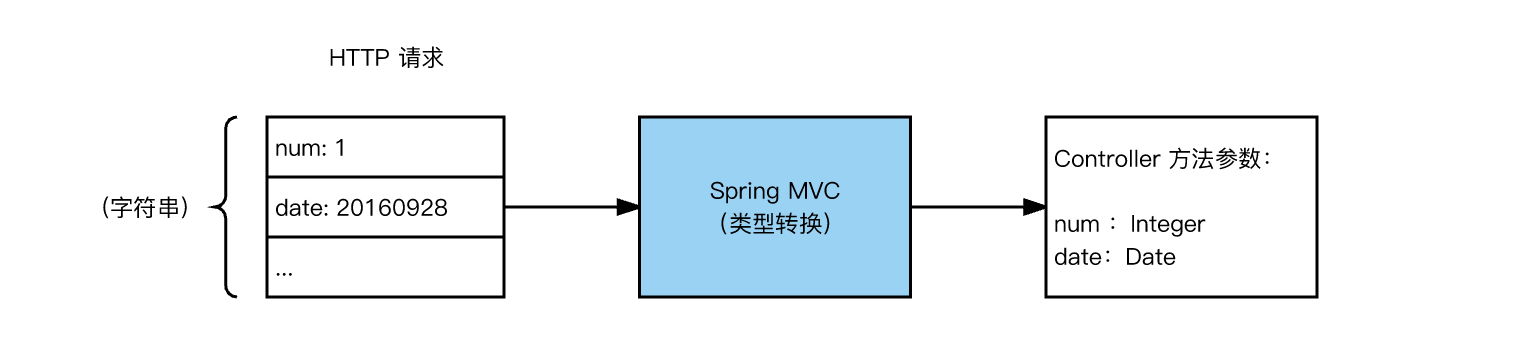 HTTP 请求
(字符串)
num: 1
date: 20160928
...
Spring MVC
(类型转换)
Controller 方法参数：
num ：Integer
date：Date